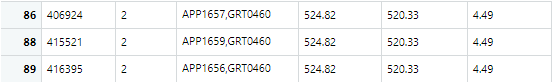 86 406924 2 APP1657,GRT0460 524.82 520.33 4.49
88 415521 2 APP1659,GRT0460 524.82 520.33 4.49
89 416395 2 APP1656,GRT0460 524.82 520.33 4.49